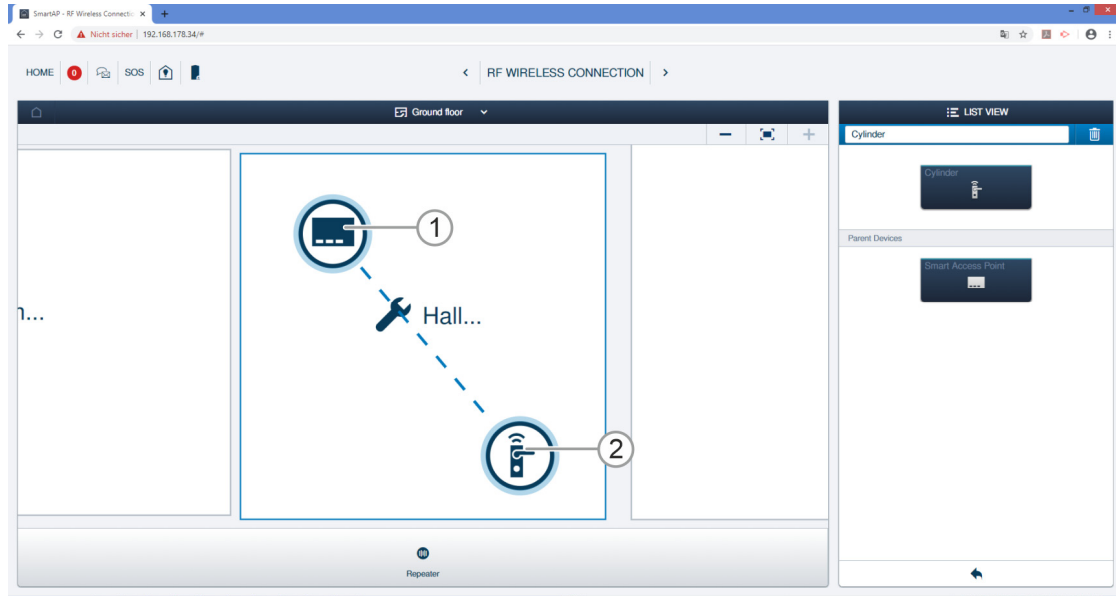 SmartAP - RF Wireless Connectic
Nicht sicher | 192.168.178.34/#
HOME 0 SOS RF WIRELESS CONNECTION
Ground floor
LIST VIEW
Cylinder
Cylinder
Parent Devices
Smart Access Point
1
Hall...
2
Repeater